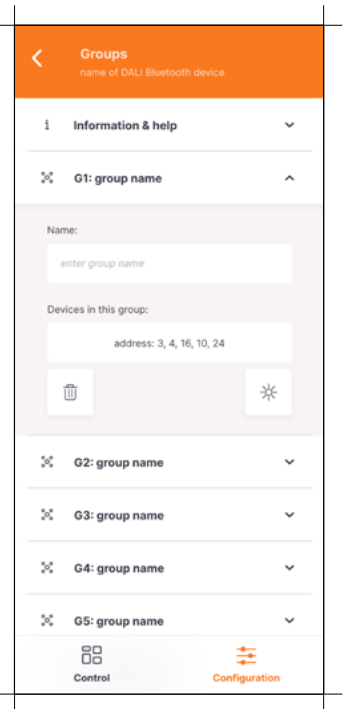 Groups
name of DALI Bluetooth device
i Information & help
G1: group name
Name:
enter group name
Devices in this group:
address: 3, 4, 16, 10, 24
G2: group name
G3: group name
G4: group name
G5: group name
Control
Configuration